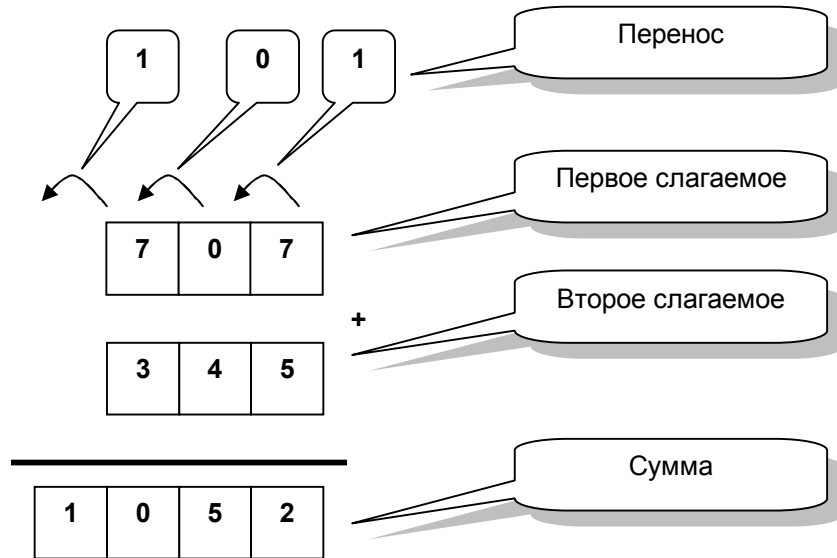 1 0 1 Перенос
7 0 7 Первое слагаемое
+
3 4 5 Второе слагаемое
1 0 5 2 Сумма